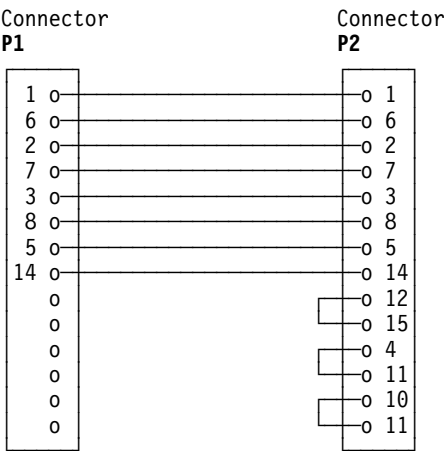 Connector Connector
P1 P2
1 o o 1
6 o o 6
2 o o 2
7 o o 7
3 o o 3
8 o o 8
5 o o 5
14 o o 14
o o 12
o o 15
o o 4
o o 11
o o 10
o o 11